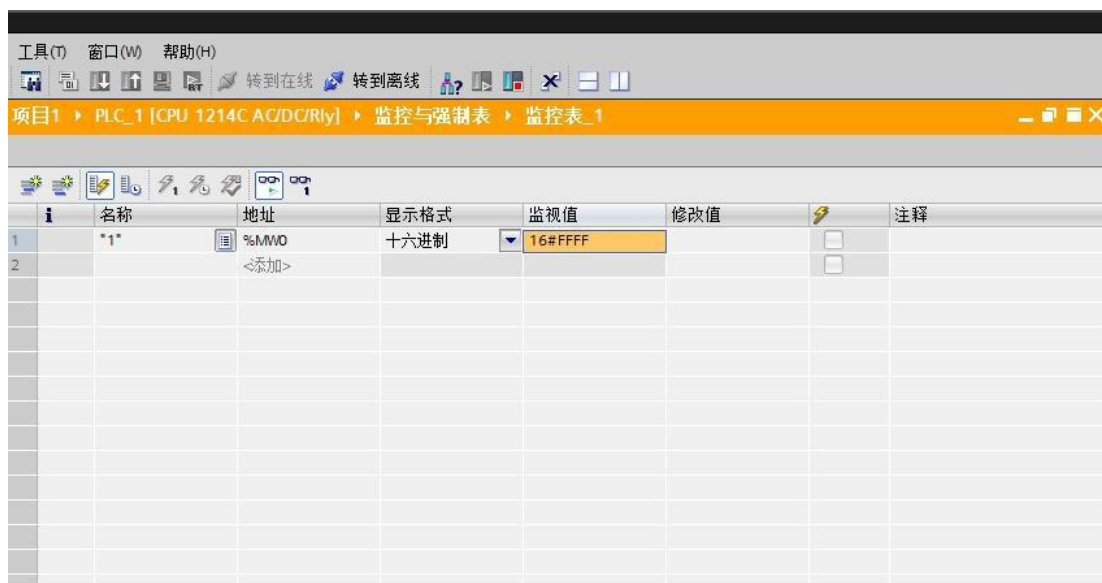 工具(T) 窗口(W) 帮助(H)
转到在线 转到离线
项目1 PLC_1 [CPU 1214C AC/DC/Rly] 监控与强制表 监控表_1
i 名称 地址 显示格式 监视值 修改值 注释
1 "1" %MW0 十六进制 16#FFFF
2 <添加>